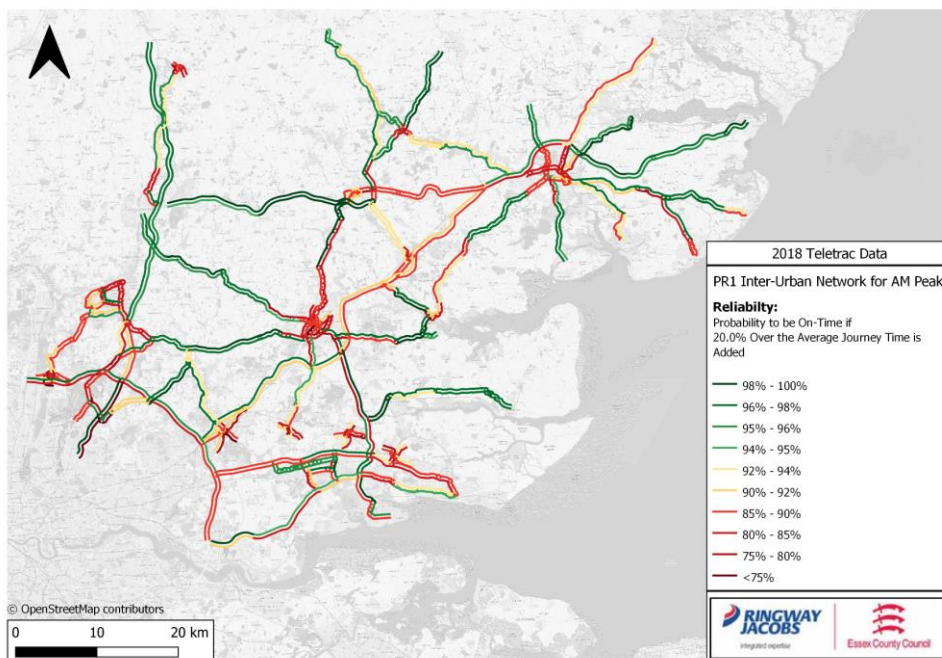 2018 Teletrac Data
PR1 Inter-Urban Network for AM Peak
Reliabilty:
Probability to be On-Time if
20.0% Over the Average Journey Time is
Added
98% - 100%
96% - 98%
95% - 96%
94% - 95%
92% - 94%
90% - 92%
85% - 90%
80% - 85%
75% - 80%
<75%
© OpenStreetMap contributors
0 10 20 km
RINGWAY
JACOBS
integrated expertise
Essex County Council